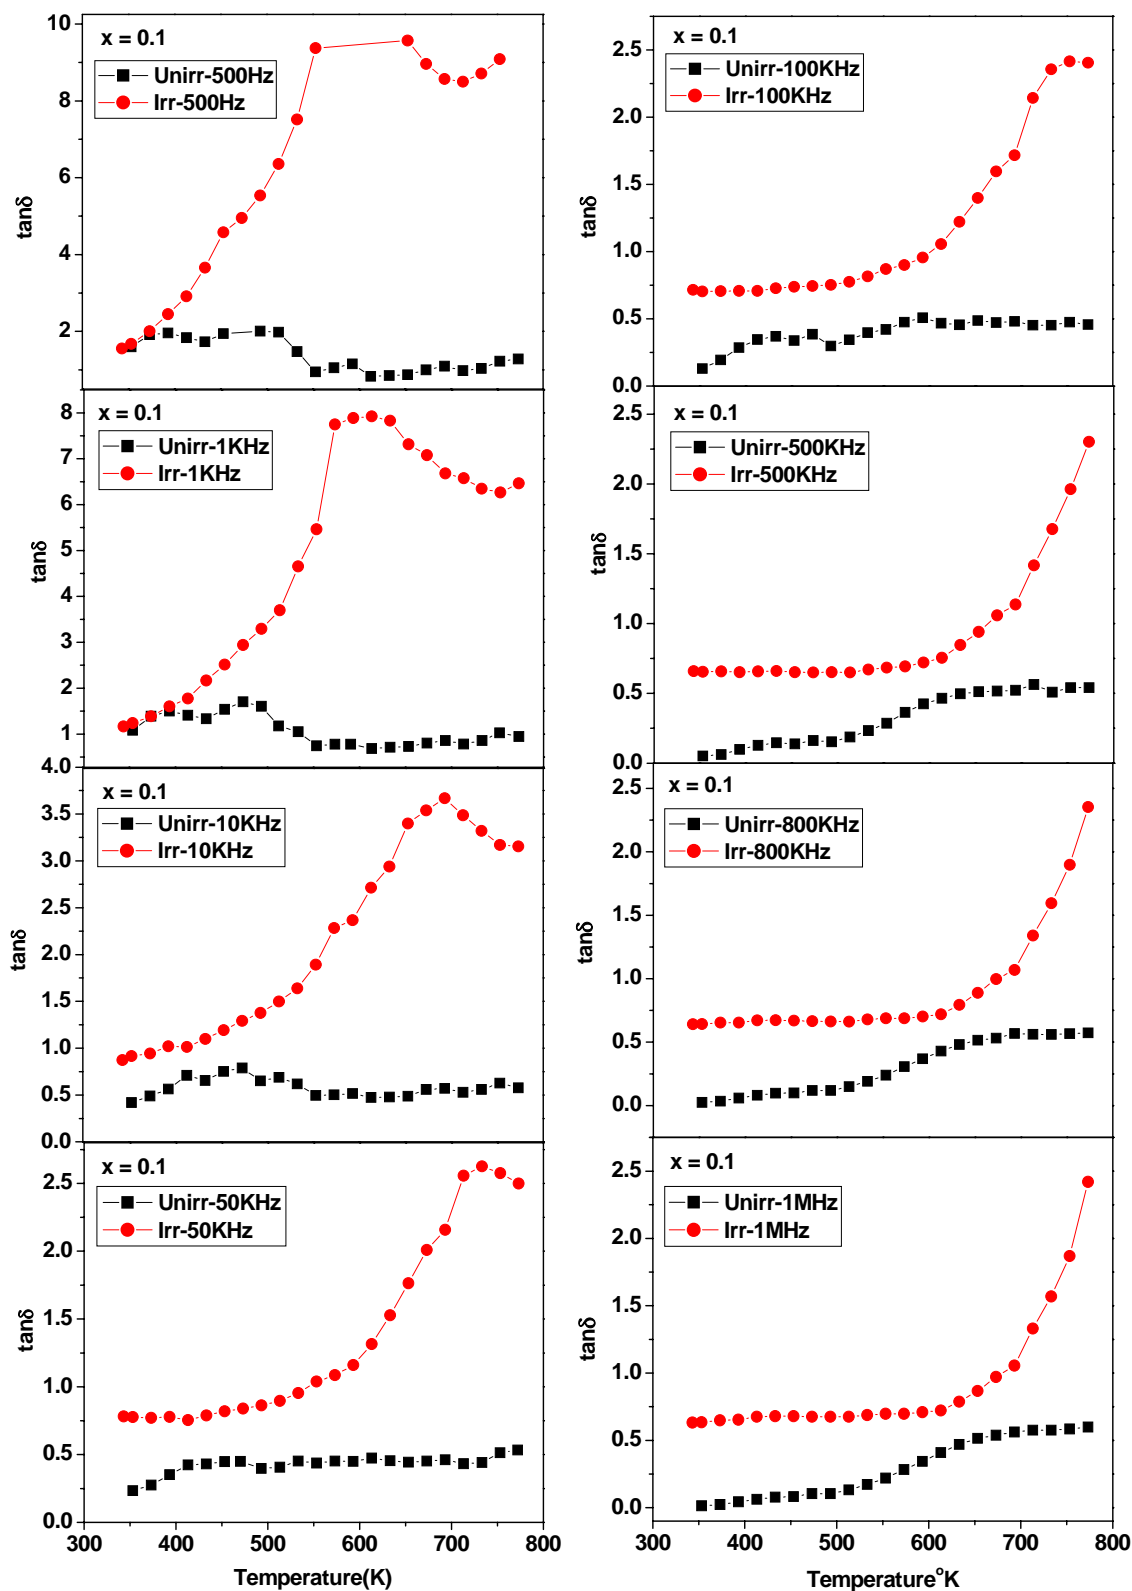 10
8
6
4
2
tanδ
x = 0.1
Unirr-500Hz
Irr-500Hz
8
7
6
5
4
3
2
1
tanδ
x = 0.1
Unirr-1KHz
Irr-1KHz
4.0
3.5
3.0
2.5
2.0
1.5
1.0
0.5
0.0
tanδ
x = 0.1
Unirr-10KHz
Irr-10KHz
2.5
2.0
1.5
1.0
0.5
0.0
tanδ
x = 0.1
Unirr-50KHz
Irr-50KHz
300 400 500 600 700 800
Temperature(K)
2.5
2.0
1.5
1.0
0.5
0.0
tanδ
x = 0.1
Unirr-100KHz
Irr-100KHz
2.5
2.0
1.5
1.0
0.5
0.0
tanδ
x = 0.1
Unirr-500KHz
Irr-500KHz
2.5
2.0
1.5
1.0
0.5
0.0
tanδ
x = 0.1
Unirr-800KHz
Irr-800KHz
2.5
2.0
1.5
1.0
0.5
0.0
tanδ
x = 0.1
Unirr-1MHz
Irr-1MHz
300 400 500 600 700 800
Temperature°K